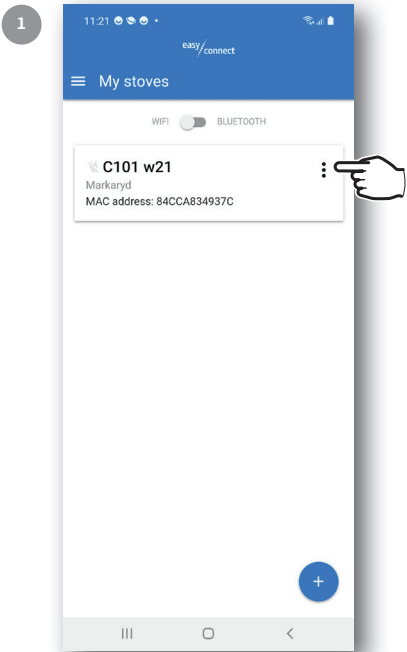 1
11:21
easy/connect
My stoves
WIFI BLUETOOTH
C101 w21
Markaryd
MAC address: 84CCA834937C
+